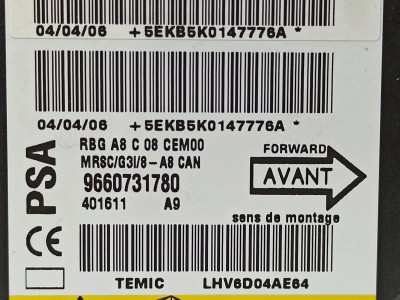 04/04/06 +5EKB5K0147776A *
04/04/06 +5EKB5K0147776A *
PSA
RBG A8 C 08 CEM00
MRSC/G3I/8-A8 CAN
9660731780
401611 A9
FORWARD
AVANT
sens de montage
CE
TEMIC LHV6D04AE64